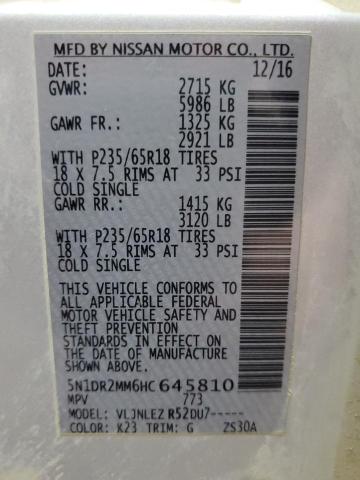 MFD BY NISSAN MOTOR CO., LTD.
DATE: 12/16
GVWR: 2715 KG
5986 LB
GAWR FR.: 1325 KG
2921 LB
WITH P235/65R18 TIRES
18 X 7.5 RIMS AT 33 PSI
COLD SINGLE
GAWR RR.: 1415 KG
3120 LB
WITH P235/65R18 TIRES
18 X 7.5 RIMS AT 33 PSI
COLD SINGLE
THIS VEHICLE CONFORMS TO
ALL APPLICABLE FEDERAL
MOTOR VEHICLE SAFETY AND
THEFT PREVENTION
STANDARDS IN EFFECT ON
THE DATE OF MANUFACTURE
SHOWN ABOVE.
5N1DR2MM6HC645810
MPV 773
MODEL: VLJNLEZ R52DU7-----
COLOR: K23 TRIM: G ZS30A